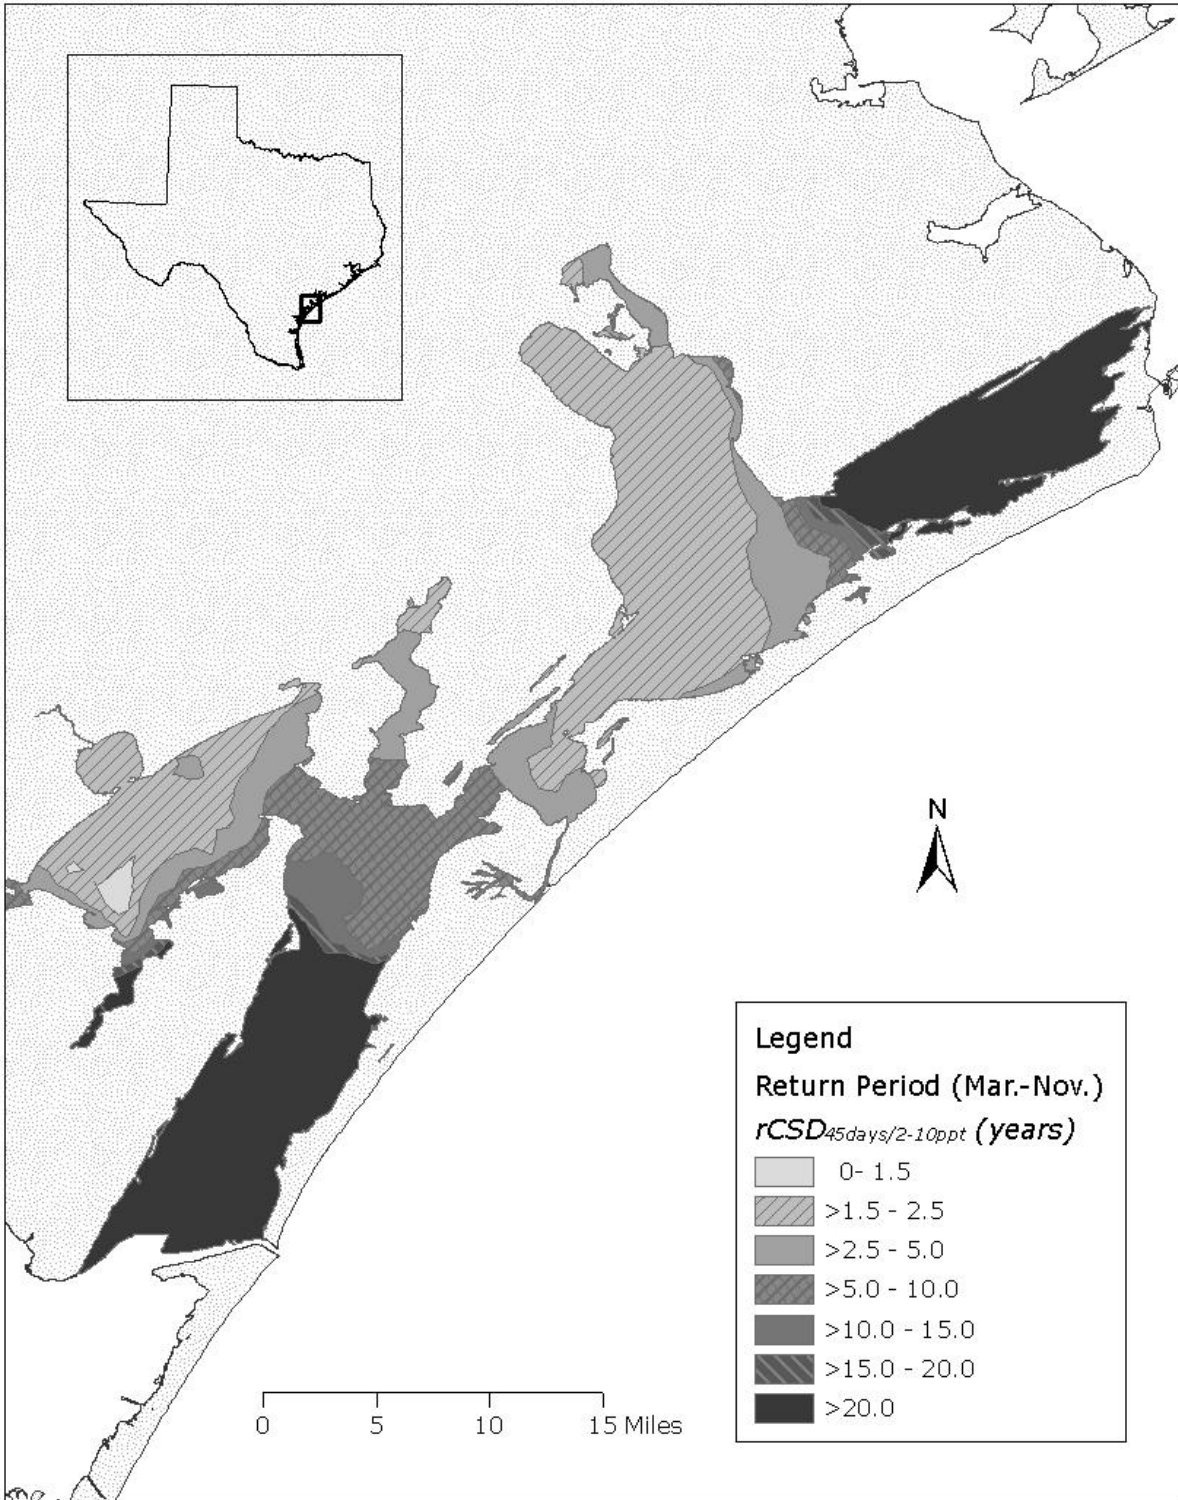 N
Legend
Return Period (Mar.-Nov.)
rCSD45days/2-10ppt (years)
0- 1.5
>1.5 - 2.5
>2.5 - 5.0
>5.0 - 10.0
>10.0 - 15.0
>15.0 - 20.0
>20.0
0 5 10 15 Miles